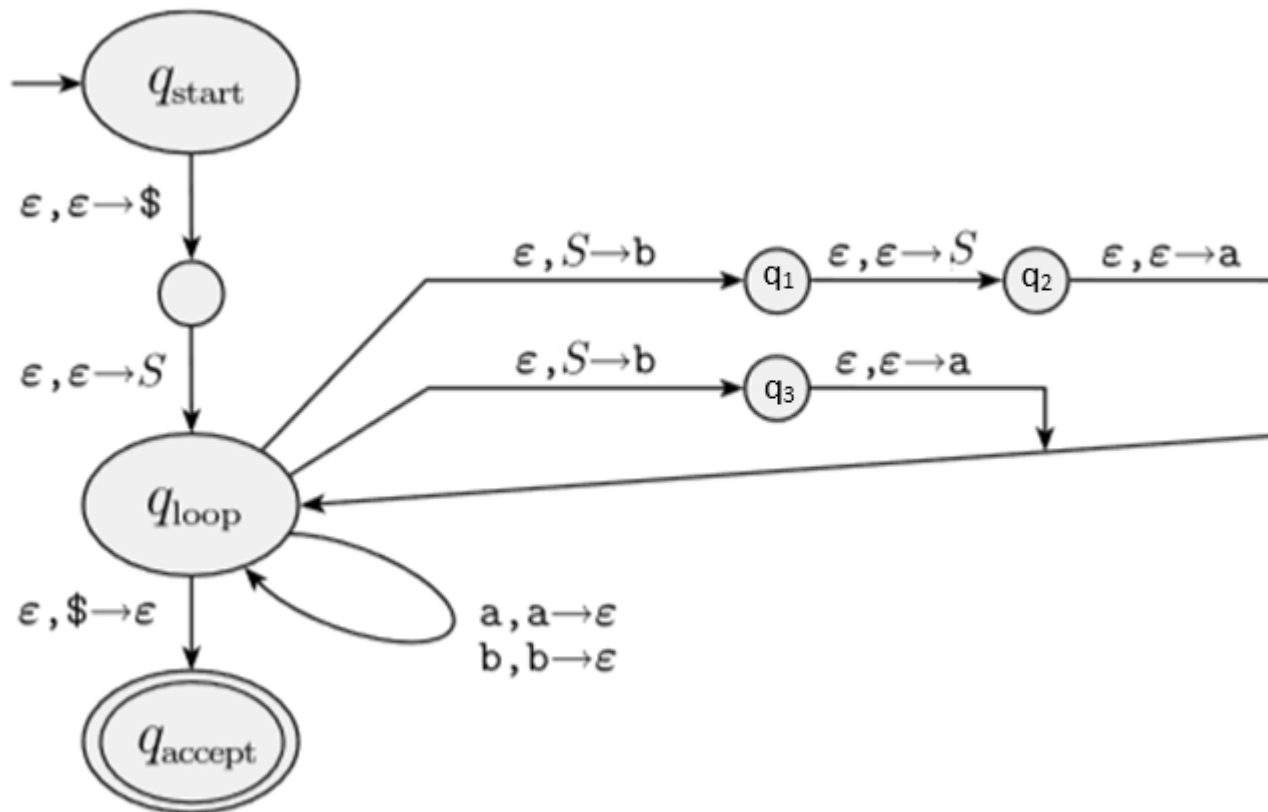 q_start
ε,ε→$
ε,S→b
q₁
ε,ε→S
q₂
ε,ε→a
ε,ε→S
ε,S→b
q₃
ε,ε→a
q_loop
ε,$→ε
a,a→ε
b,b→ε
q_accept